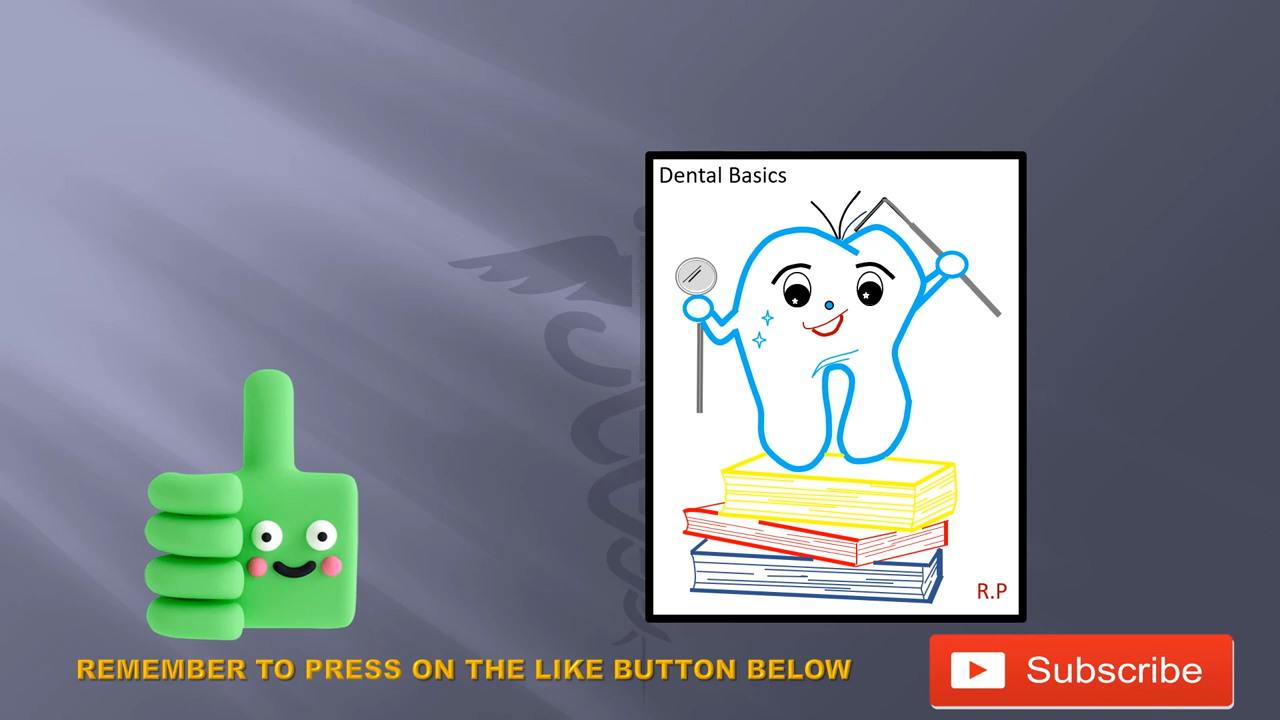 Dental Basics
R.P
REMEMBER TO PRESS ON THE LIKE BUTTON BELOW
Subscribe